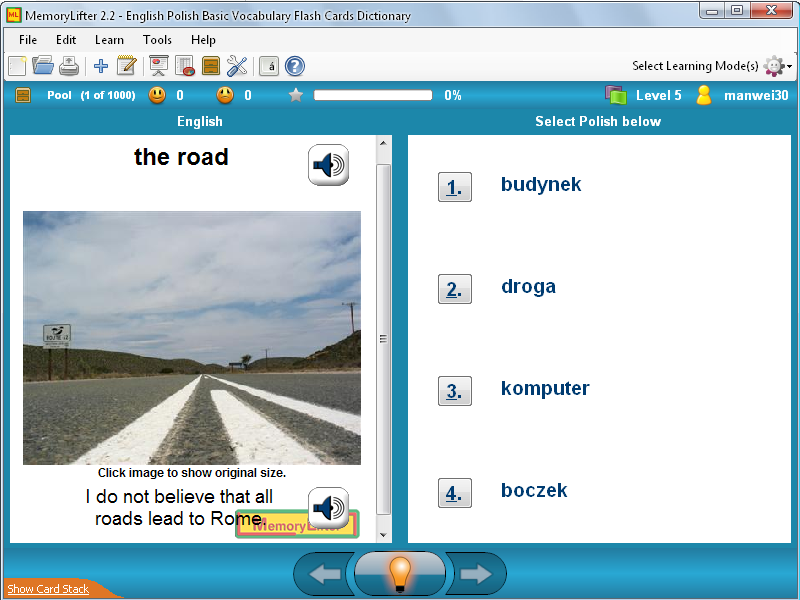 MemoryLifter 2.2 - English Polish Basic Vocabulary Flash Cards Dictionary
File Edit Learn Tools Help
Select Learning Mode(s)
Pool (1 of 1000) 0 0 0% Level 5 manwei30
English
Select Polish below
the road
Click image to show original size.
I do not believe that all
roads lead to Rome.
1. budynek
2. droga
3. komputer
4. boczek
Show Card Stack